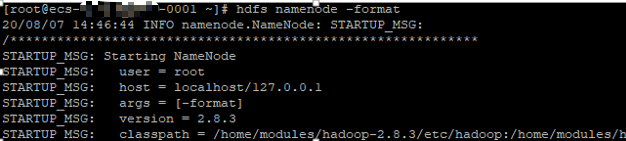 [root@ecs- -0001 ~]# hdfs namenode -format
20/08/07 14:46:44 INFO namenode.NameNode: STARTUP_MSG:
/************************************************************
STARTUP_MSG: Starting NameNode
STARTUP_MSG:   user = root
STARTUP_MSG:   host = localhost/127.0.0.1
STARTUP_MSG:   args = [-format]
STARTUP_MSG:   version = 2.8.3
STARTUP_MSG:   classpath = /home/modules/hadoop-2.8.3/etc/hadoop:/home/modules/h